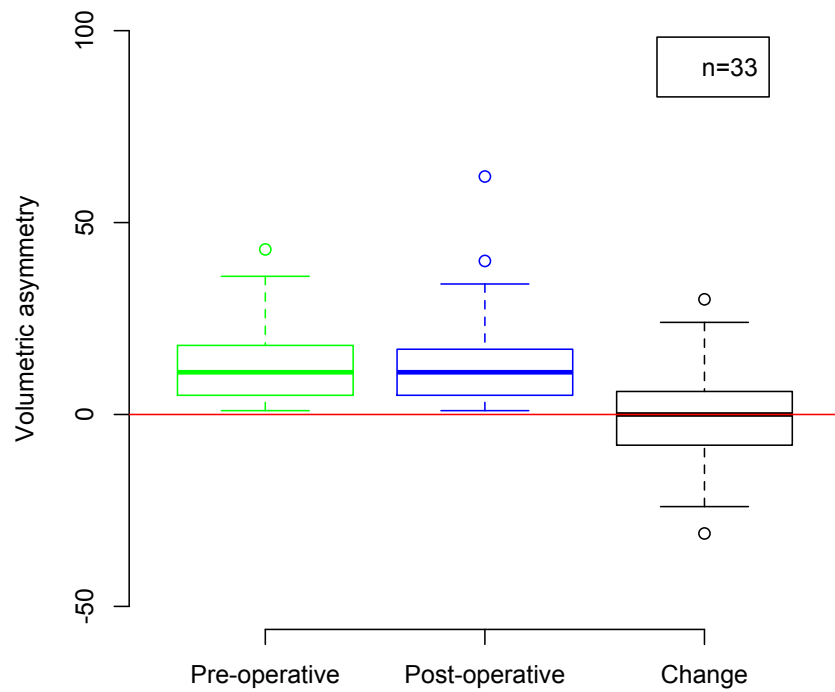 n=33
Volumetric asymmetry
100
50
0
-50
Pre-operative
Post-operative
Change